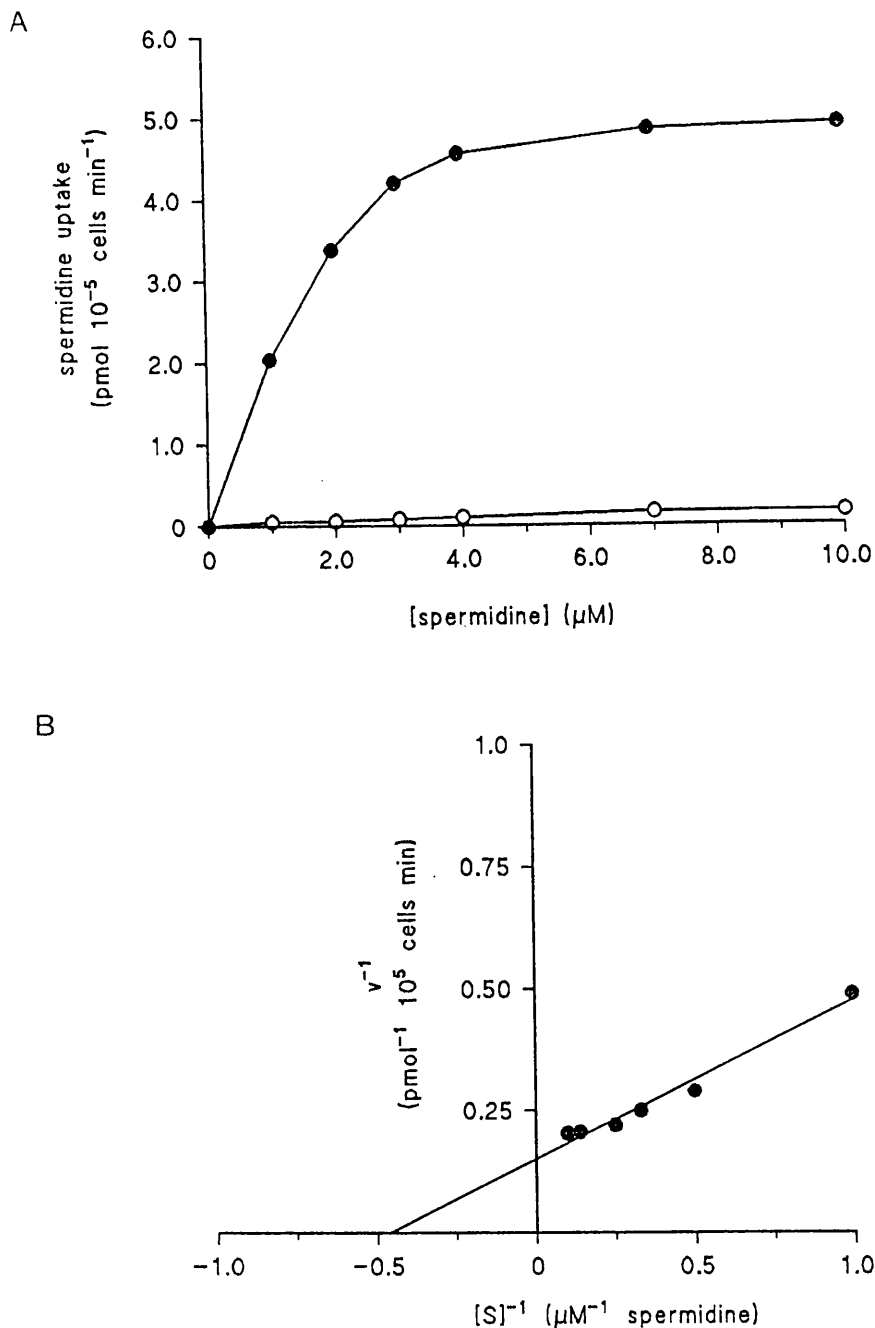 A
6.0
5.0
4.0
3.0
2.0
1.0
0
spermidine uptake
(pmol 10⁻⁵ cells min⁻¹)
0
2.0
4.0
6.0
8.0
10.0
[spermidine] (μM)
B
1.0
0.75
0.50
0.25
v⁻¹
(pmol⁻¹ 10⁵ cells min)
−1.0
−0.5
0
0.5
1.0
[S]⁻¹ (μM⁻¹ spermidine)